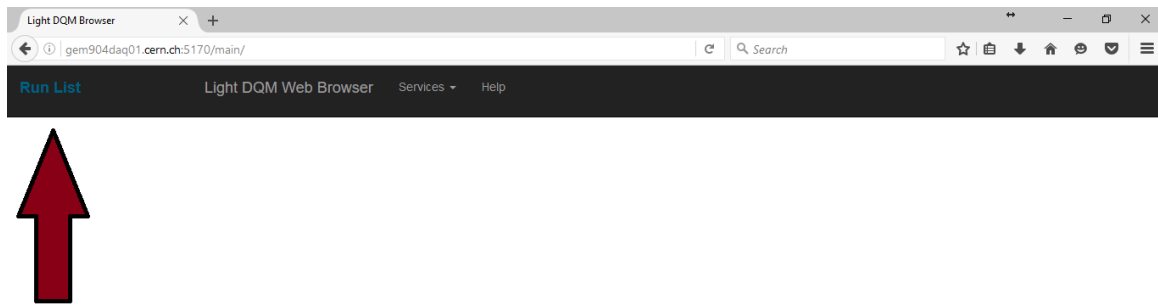 Light DQM Browser
gem904daq01.cern.ch:5170/main/
Search
Run List Light DQM Web Browser Services Help